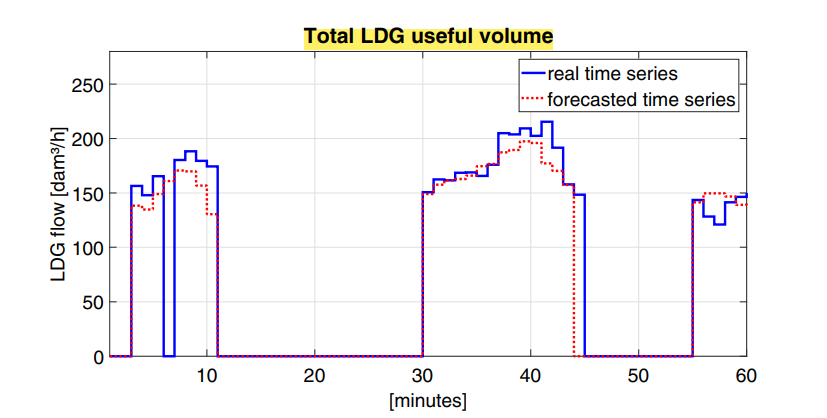 Total LDG useful volume
real time series
forecasted time series
LDG flow [dam³/h]
250
200
150
100
50
0
10 20 30 40 50 60
[minutes]